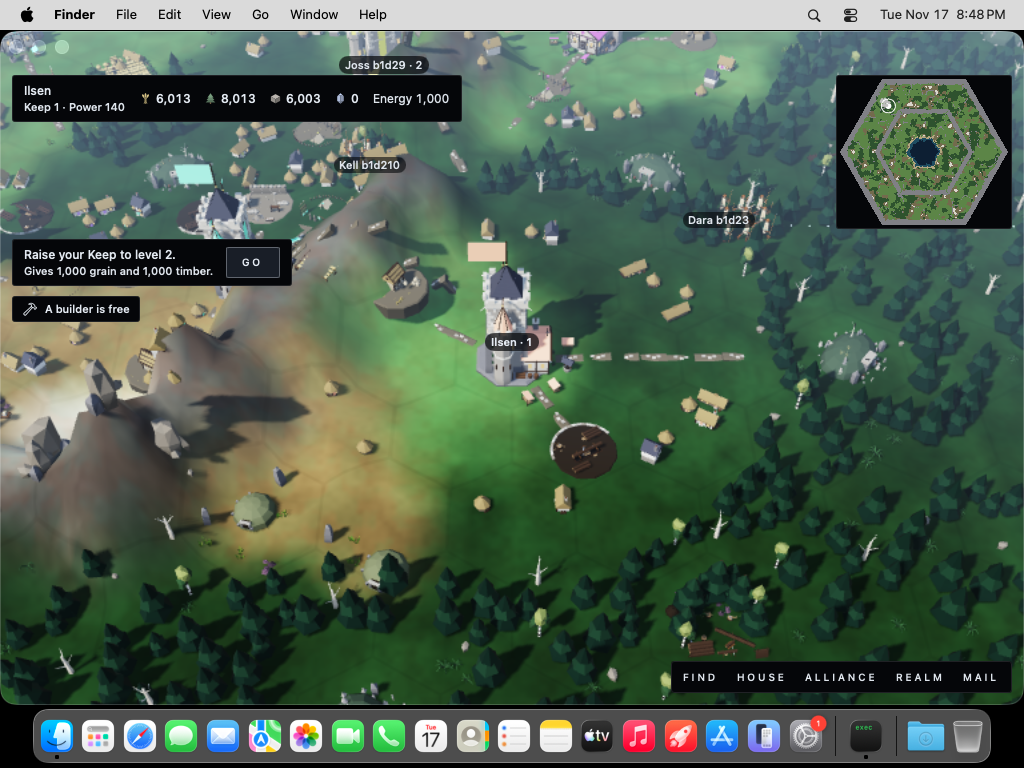 Finder File Edit View Go Window Help Tue Nov 17 8:48 PM
Joss b1d29 · 2
Ilsen
Keep 1 · Power 140
6,013 8,013 6,003 0 Energy 1,000
Kell b1d210
Dara b1d23
Raise your Keep to level 2.
Gives 1,000 grain and 1,000 timber.
GO
A builder is free
Ilsen · 1
FIND HOUSE ALLIANCE REALM MAIL
Tue
17
tv
1
exec